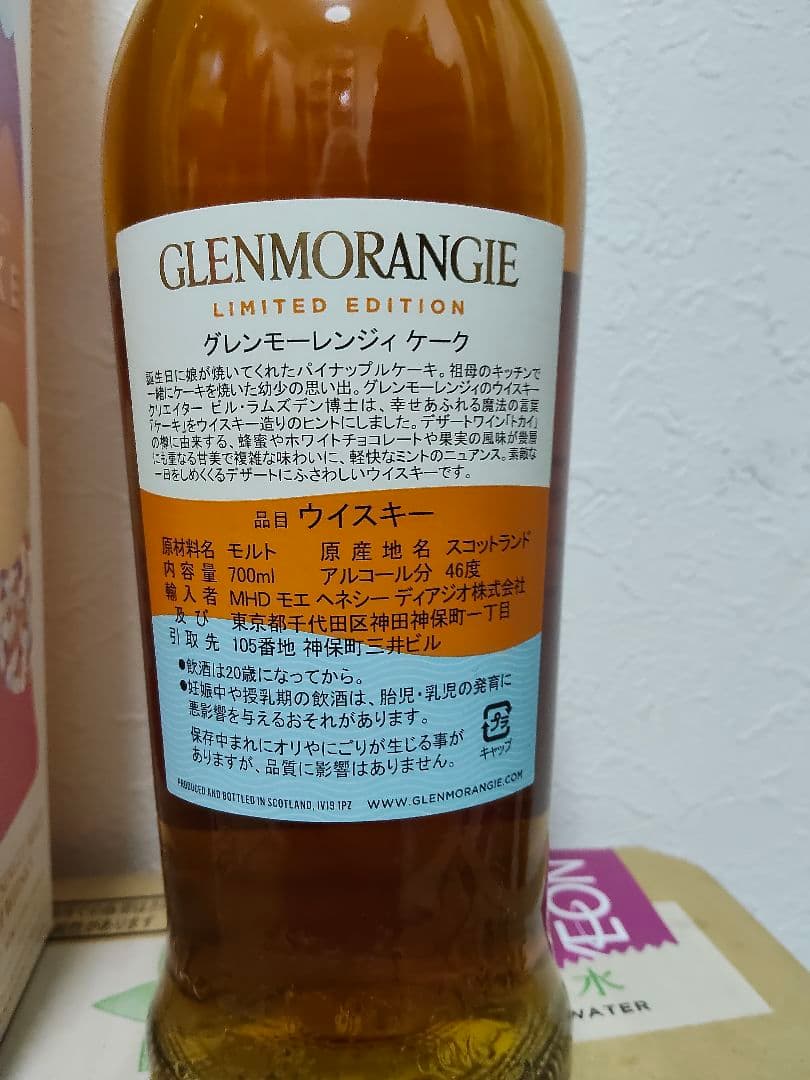 GLENMORANGIE
LIMITED EDITION
グレンモーレンジィ ケーク
誕生日に娘が焼いてくれたパイナップルケーキ。祖母のキッチンで
一緒にケーキを焼いた幼少の思い出。グレンモーレンジィのウイスキー
クリエイター ビル・ラムズデン博士は、幸せあふれる魔法の言葉
「ケーキ」をウイスキー造りのヒントにしました。デザートワイン「トカイ」
の樽に由来する、蜂蜜やホワイトチョコレートや果実の風味が幾層
にも重なる甘美で複雑な味わいに、軽快なミントのニュアンス。素敵な
一日をしめくくるデザートにふさわしいウイスキーです。
品目 ウイスキー
原材料名 モルト 原産地名 スコットランド
内容量 700ml アルコール分 46度
輸入者 MHD モエ ヘネシー ディアジオ株式会社
及び 東京都千代田区神田神保町一丁目
引取先 105番地 神保町三井ビル
●飲酒は20歳になってから。
●妊娠中や授乳期の飲酒は、胎児・乳児の発育に
悪影響を与えるおそれがあります。
保存中まれにオリやにごりが生じる事が
ありますが、品質に影響はありません。
プラ
キャップ
PRODUCED AND BOTTLED IN SCOTLAND, IV19 1PZ WWW.GLENMORANGIE.COM
KE
があります
ÆON
水
WATER